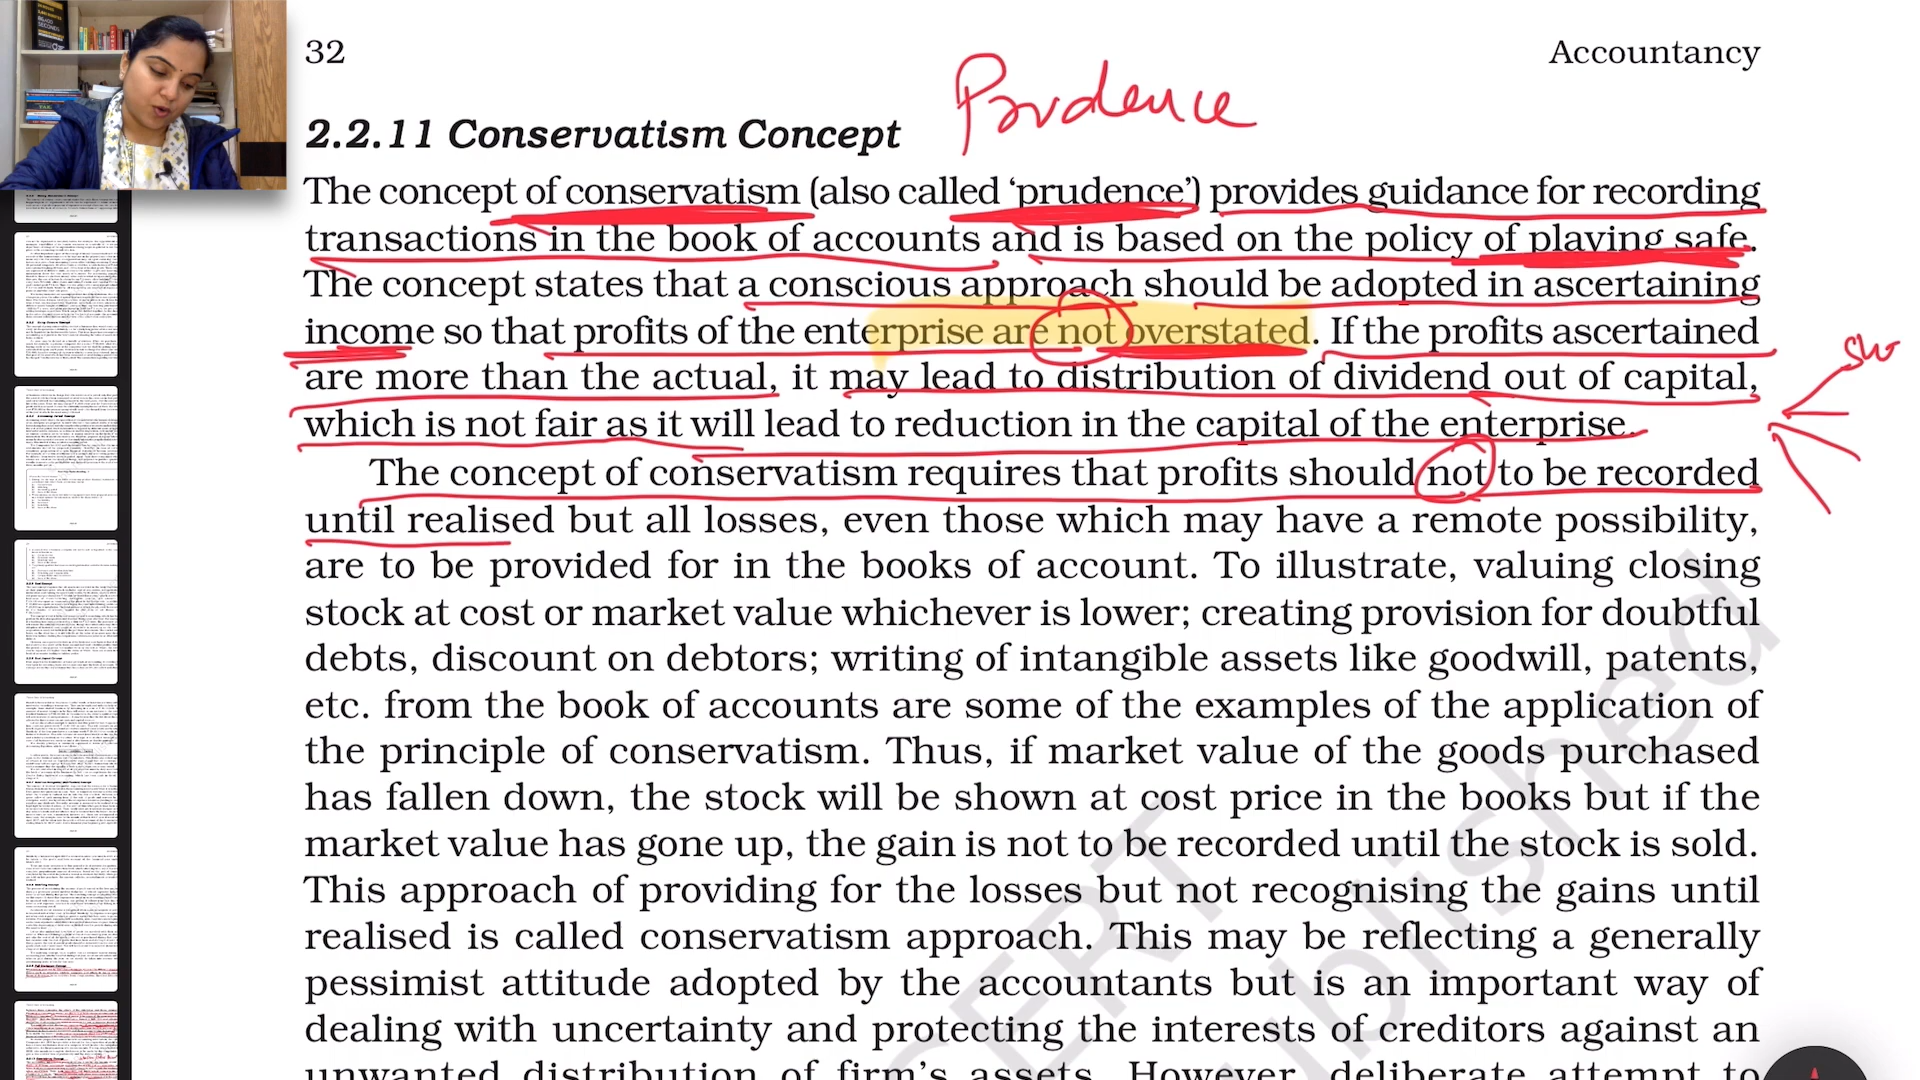 32
Accountancy
Prudence
2.2.11 Conservatism Concept
The concept of conservatism (also called ‘prudence’) provides guidance for recording
transactions in the book of accounts and is based on the policy of playing safe.
The concept states that a conscious approach should be adopted in ascertaining
income so that profits of the enterprise are not overstated. If the profits ascertained
are more than the actual, it may lead to distribution of dividend out of capital,
which is not fair as it will lead to reduction in the capital of the enterprise.
The concept of conservatism requires that profits should not to be recorded
until realised but all losses, even those which may have a remote possibility,
are to be provided for in the books of account. To illustrate, valuing closing
stock at cost or market value whichever is lower; creating provision for doubtful
debts, discount on debtors; writing of intangible assets like goodwill, patents,
etc. from the book of accounts are some of the examples of the application of
the principle of conservatism. Thus, if market value of the goods purchased
has fallen down, the stock will be shown at cost price in the books but if the
market value has gone up, the gain is not to be recorded until the stock is sold.
This approach of providing for the losses but not recognising the gains until
realised is called conservatism approach. This may be reflecting a generally
pessimist attitude adopted by the accountants but is an important way of
dealing with uncertainty and protecting the interests of creditors against an
unwanted distribution of firm’s assets. However, deliberate attempt to